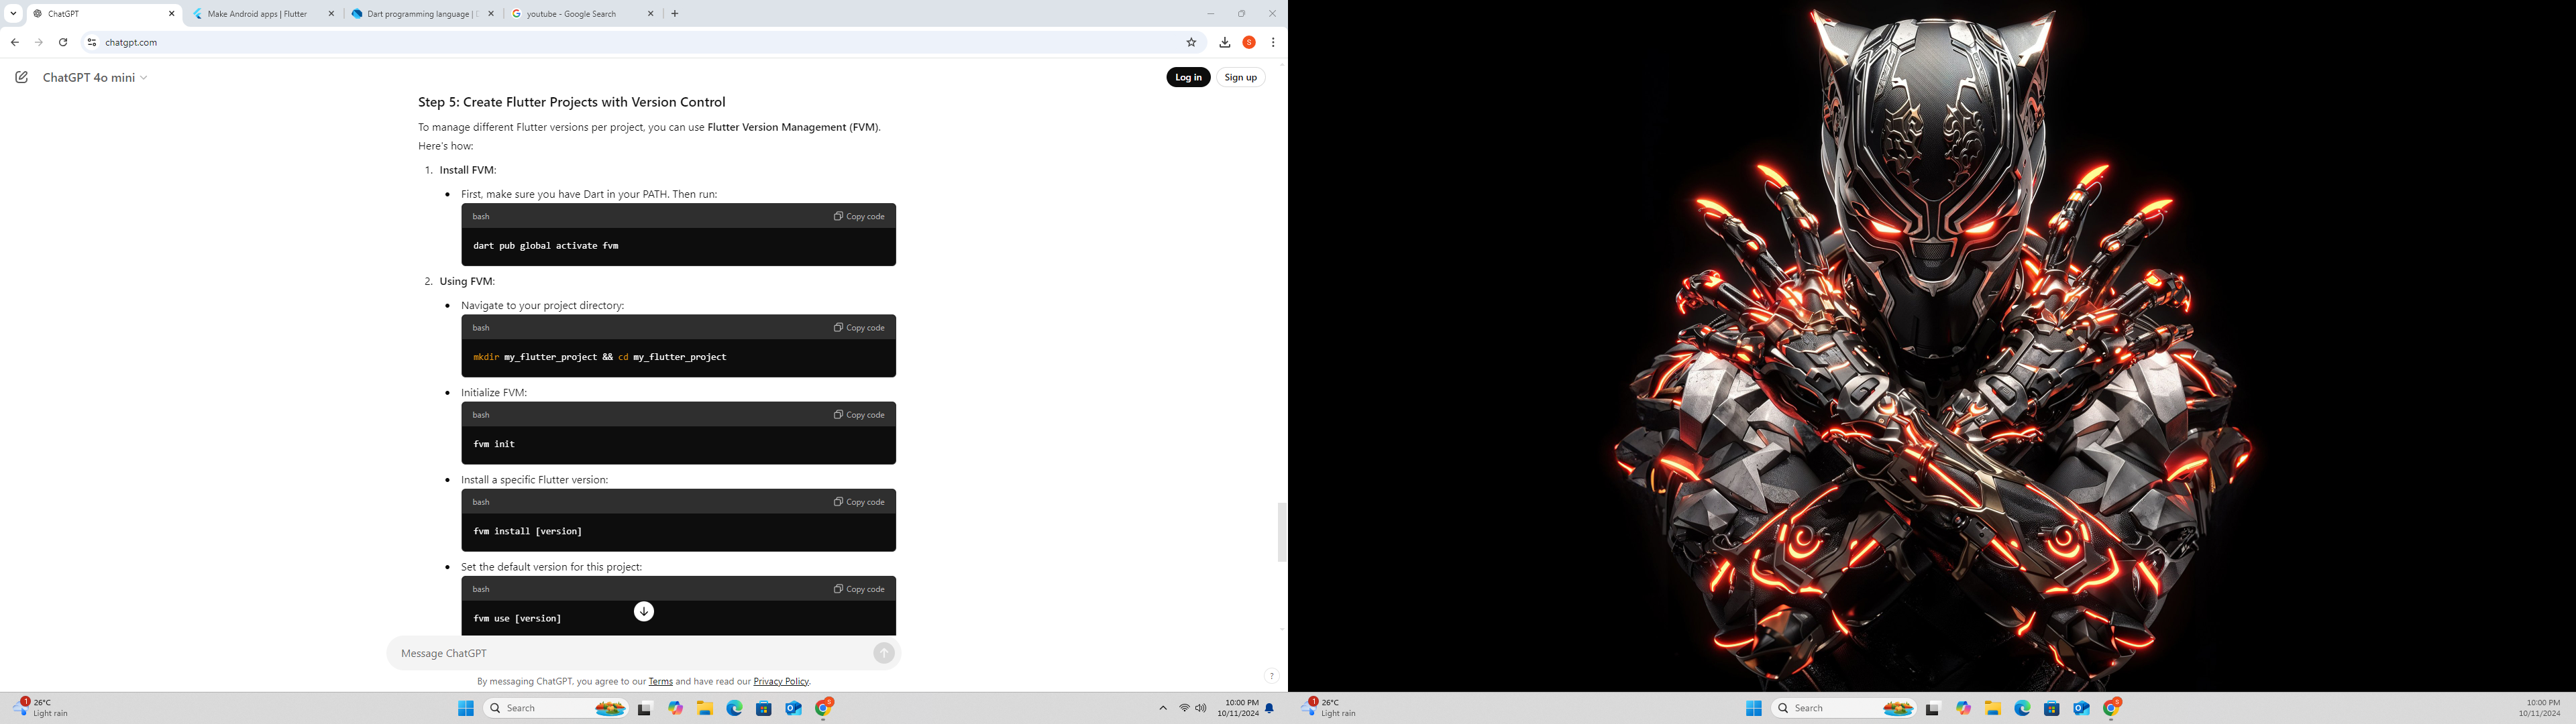 ChatGPT
Make Android apps | Flutter
Dart programming language |
youtube - Google Search
chatgpt.com
S
ChatGPT 4o mini
Log in
Sign up
Step 5: Create Flutter Projects with Version Control
To manage different Flutter versions per project, you can use Flutter Version Management (FVM).
Here's how:
1. Install FVM:
First, make sure you have Dart in your PATH. Then run:
bash
Copy code
dart pub global activate fvm
2. Using FVM:
Navigate to your project directory:
bash
Copy code
mkdir my_flutter_project && cd my_flutter_project
Initialize FVM:
bash
Copy code
fvm init
Install a specific Flutter version:
bash
Copy code
fvm install [version]
Set the default version for this project:
bash
Copy code
fvm use [version]
Message ChatGPT
By messaging ChatGPT, you agree to our Terms and have read our Privacy Policy.
?
1
26°C
Light rain
Search
S
10:00 PM
10/11/2024
1
26°C
Light rain
Search
S
10:00 PM
10/11/2024